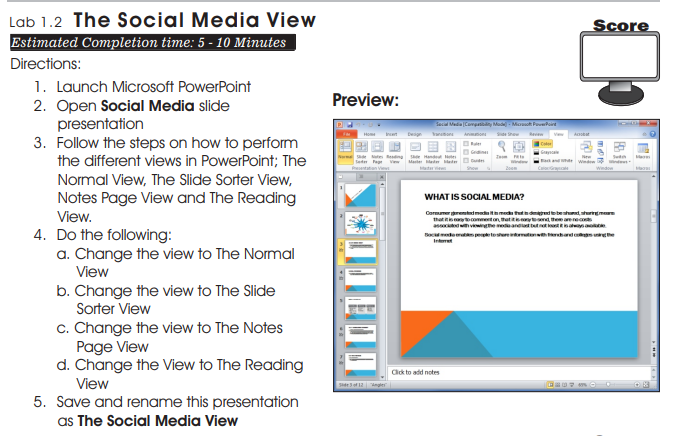 Lab 1.2 The Social Media View
Score
Estimated Completion time: 5 - 10 Minutes
Directions:
1. Launch Microsoft PowerPoint
2. Open Social Media slide
presentation
3. Follow the steps on how to perform
the different views in PowerPoint; The
Normal View, The Slide Sorter View,
Notes Page View and The Reading
View.
4. Do the following:
a. Change the view to The Normal
View
b. Change the view to The Slide
Sorter View
c. Change the view to The Notes
Page View
d. Change the View to The Reading
View
5. Save and rename this presentation
as The Social Media View
Preview:
Social Media [Compatibility Mode] - Microsoft PowerPoint
File Home Insert Design Transitions Animations Slide Show Review View Acrobat
Normal Slide Sorter Notes Page Reading View
Slide Master Handout Master Notes Master
Ruler
Gridlines
Guides
Zoom Fit to Window
Color
Grayscale
Black and White
New Window
Switch Windows
Macros
Presentation Views Master Views Show Zoom Color/Grayscale Window Macros
1
2
3
4
5
6
7
WHAT IS SOCIAL MEDIA?
Consumer generated media it is media that is designed to be shared, sharing means
that it is easy to comment on, that it is easy to send, there are no costs
associated with viewing the media and last but not least it is always available.
Social media enables people to share information with friends and colleges using the
Internet
Click to add notes
Slide 3 of 11 "Angles" 69%